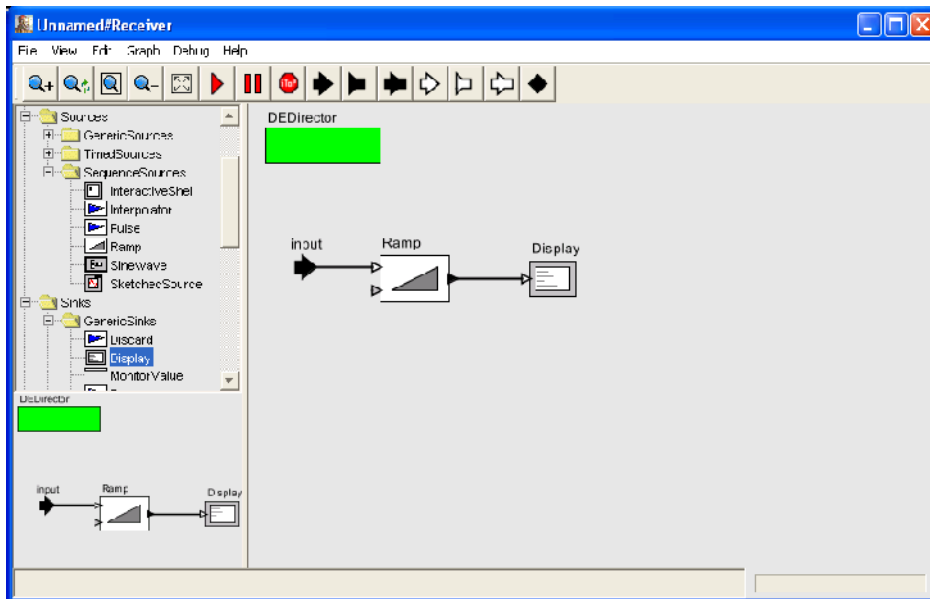 Unnamed#Receiver
File View Edit Graph Debug Help
Sources
GenericSources
TimedSources
SequenceSources
InteractiveShel
Interpolator
Pulse
Ramp
Sinewave
SketchedSource
Sinks
GenericSinks
Discard
Display
MonitorValue
DEDirector
input
Ramp
Display
DEDirector
input
Ramp
Display